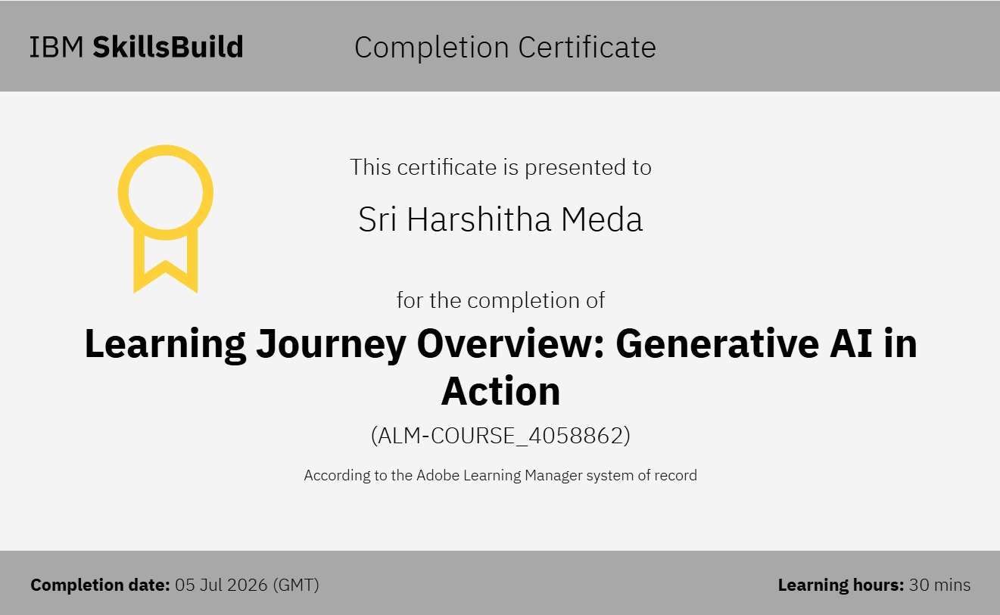 IBM SkillsBuild
Completion Certificate
This certificate is presented to
Sri Harshitha Meda
for the completion of
Learning Journey Overview: Generative AI in
Action
(ALM-COURSE_4058862)
According to the Adobe Learning Manager system of record
Completion date: 05 Jul 2026 (GMT)
Learning hours: 30 mins